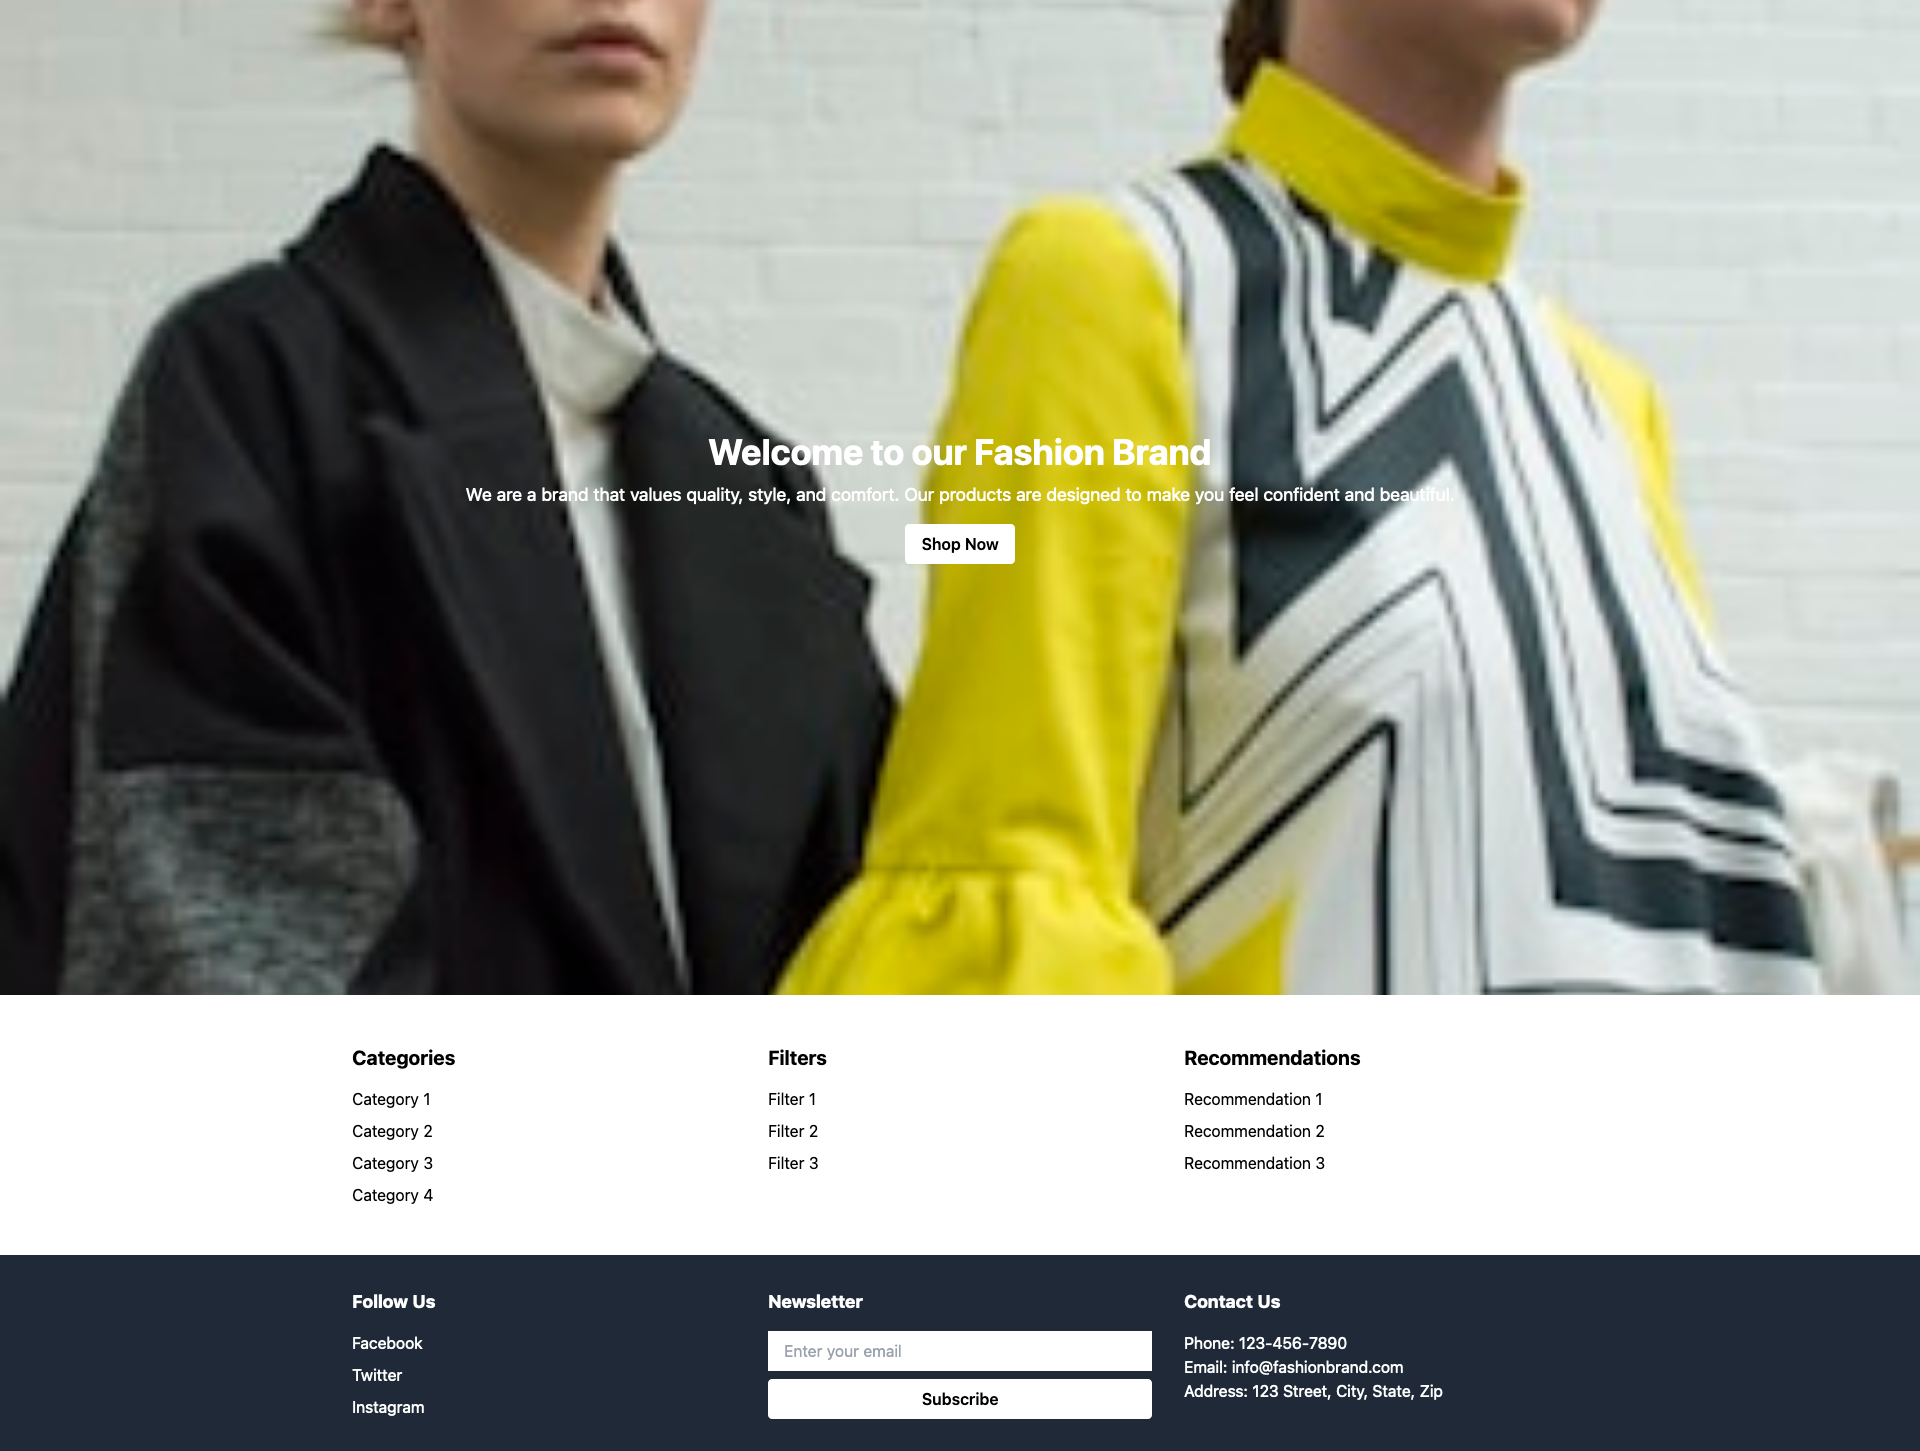 Welcome to our Fashion Brand
We are a brand that values quality, style, and comfort. Our products are designed to make you feel confident and beautiful.
Shop Now
Categories
Category 1
Category 2
Category 3
Category 4
Filters
Filter 1
Filter 2
Filter 3
Recommendations
Recommendation 1
Recommendation 2
Recommendation 3
Follow Us
Facebook
Twitter
Instagram
Newsletter
Enter your email
Subscribe
Contact Us
Phone: 123-456-7890
Email: info@fashionbrand.com
Address: 123 Street, City, State, Zip